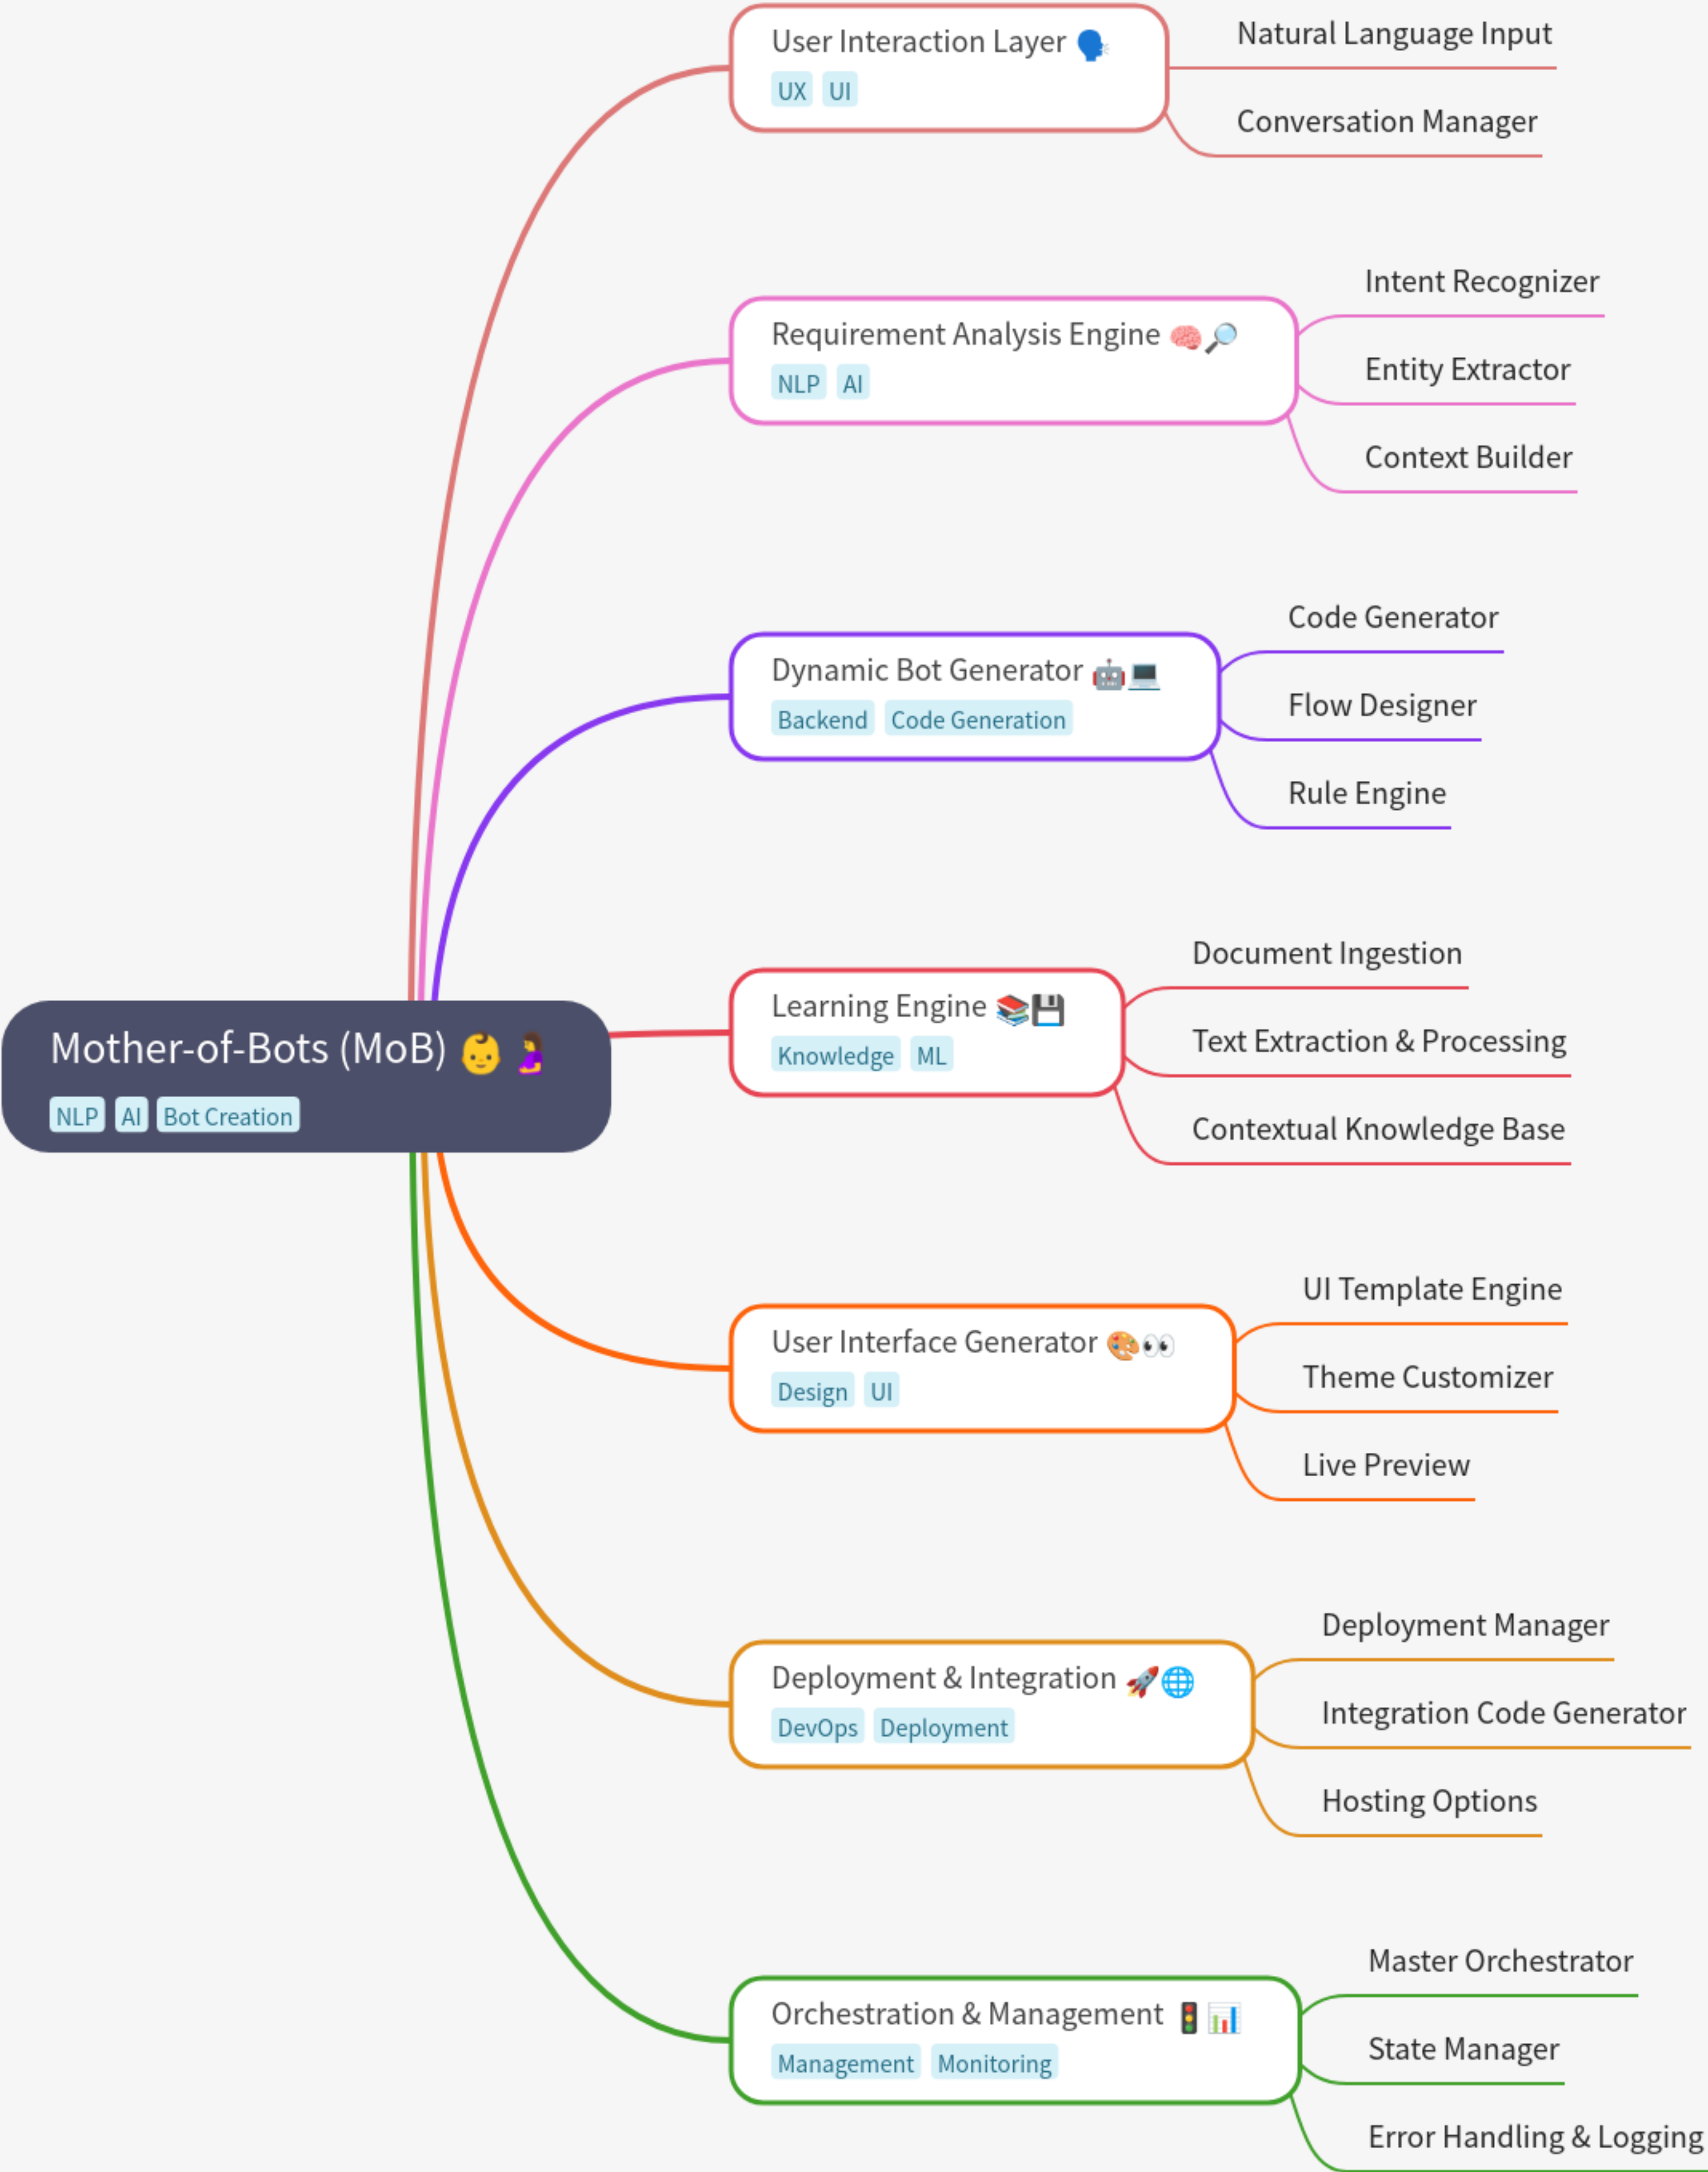 User Interaction Layer 🗣️
UX UI
Natural Language Input
Conversation Manager
Requirement Analysis Engine 🧠🔎
NLP AI
Intent Recognizer
Entity Extractor
Context Builder
Dynamic Bot Generator 🤖💻
Backend Code Generation
Code Generator
Flow Designer
Rule Engine
Mother-of-Bots (MoB) 👶🤰
NLP AI Bot Creation
Learning Engine 📚💾
Knowledge ML
Document Ingestion
Text Extraction & Processing
Contextual Knowledge Base
User Interface Generator 🎨👀
Design UI
UI Template Engine
Theme Customizer
Live Preview
Deployment & Integration 🚀🌐
DevOps Deployment
Deployment Manager
Integration Code Generator
Hosting Options
Orchestration & Management 🚦📊
Management Monitoring
Master Orchestrator
State Manager
Error Handling & Logging